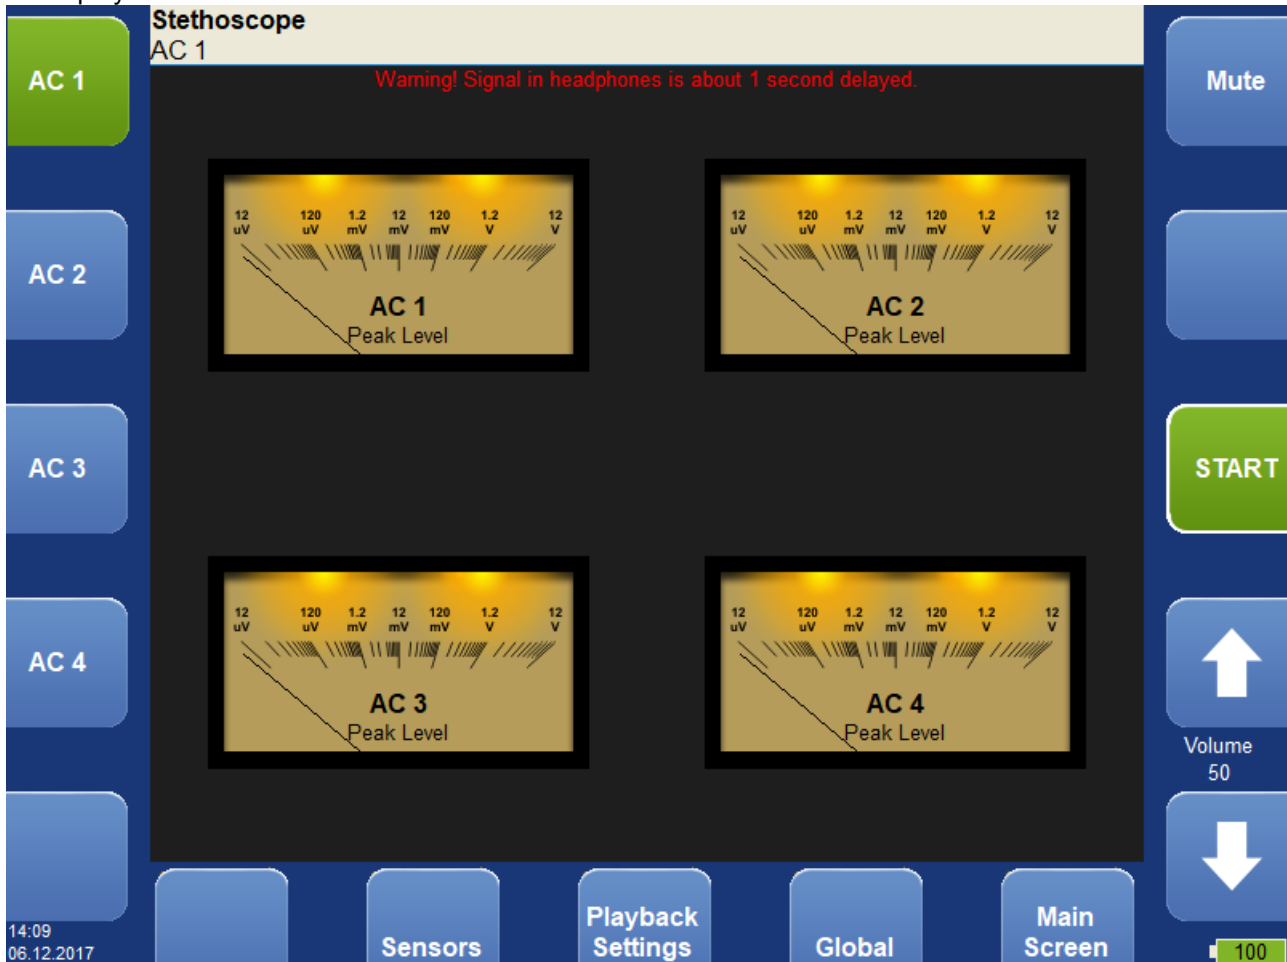 Stethoscope
AC 1
Warning! Signal in headphones is about 1 second delayed.
AC 1
AC 2
AC 3
AC 4
12 120 1.2 12 120 1.2 12
uV uV mV mV mV V V
AC 1
Peak Level
12 120 1.2 12 120 1.2 12
uV uV mV mV mV V V
AC 2
Peak Level
12 120 1.2 12 120 1.2 12
uV uV mV mV mV V V
AC 3
Peak Level
12 120 1.2 12 120 1.2 12
uV uV mV mV mV V V
AC 4
Peak Level
Mute
START
Volume
50
14:09
06.12.2017
Sensors
Playback
Settings
Global
Main
Screen
100